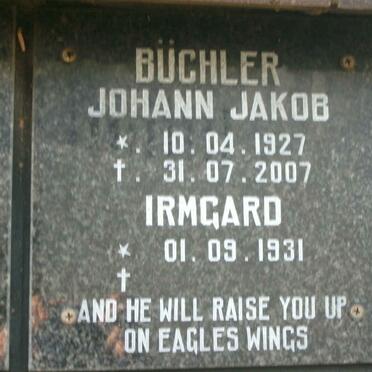 BÜCHLER
JOHANN JAKOB
*. 10.04.1927
†. 31.07.2007
IRMGARD
* 01.09.1931
†
AND HE WILL RAISE YOU UP
ON EAGLES WINGS